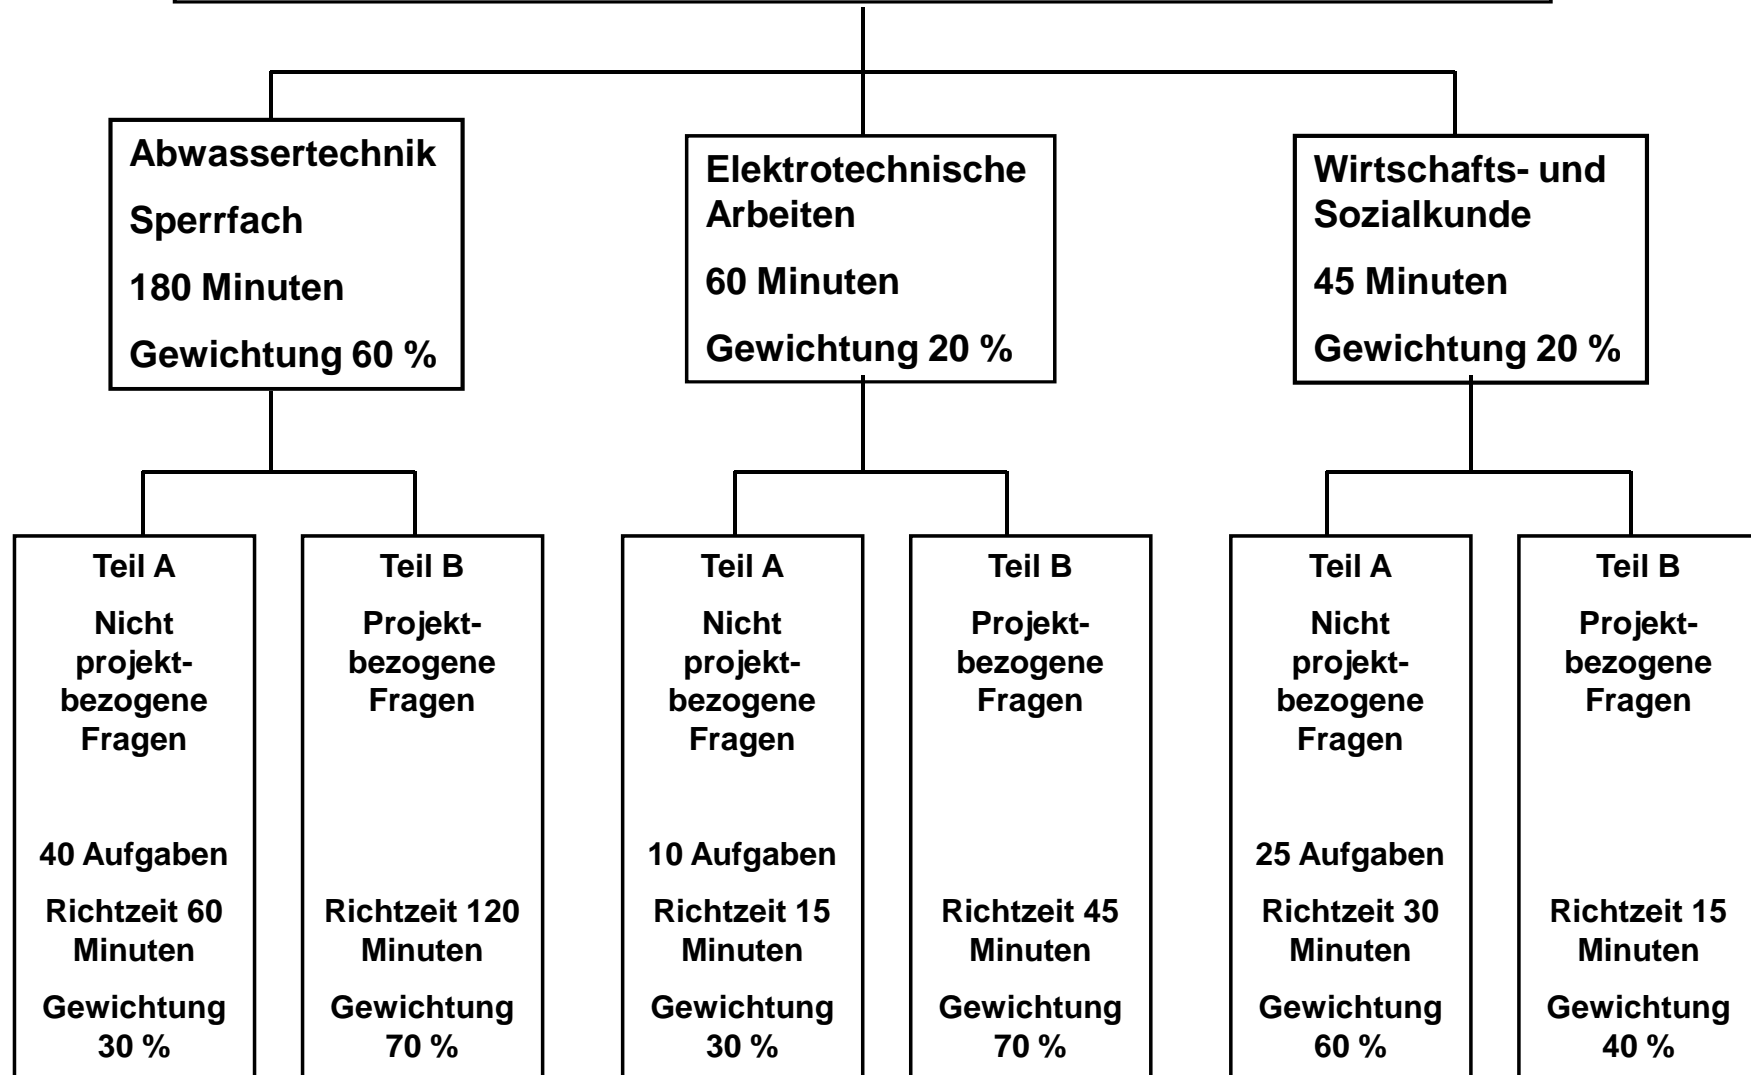 Abwassertechnik
Sperrfach
180 Minuten
Gewichtung 60 %
Elektrotechnische
Arbeiten
60 Minuten
Gewichtung 20 %
Wirtschafts- und
Sozialkunde
45 Minuten
Gewichtung 20 %
Teil A
Nicht
projekt-
bezogene
Fragen
40 Aufgaben
Richtzeit 60
Minuten
Gewichtung
30 %
Teil B
Projekt-
bezogene
Fragen
Richtzeit 120
Minuten
Gewichtung
70 %
Teil A
Nicht
projekt-
bezogene
Fragen
10 Aufgaben
Richtzeit 15
Minuten
Gewichtung
30 %
Teil B
Projekt-
bezogene
Fragen
Richtzeit 45
Minuten
Gewichtung
70 %
Teil A
Nicht
projekt-
bezogene
Fragen
25 Aufgaben
Richtzeit 30
Minuten
Gewichtung
60 %
Teil B
Projekt-
bezogene
Fragen
Richtzeit 15
Minuten
Gewichtung
40 %